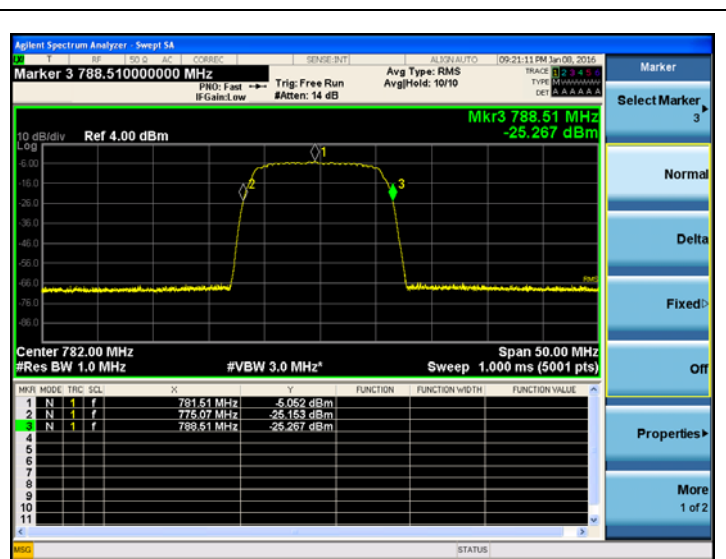 Agilent Spectrum Analyzer - Swept SA
T RF 50 Ω AC CORREC SENSE:INT ALIGNAUTO 09:21:11 PM Jan 08, 2016
Marker 3 788.510000000 MHz
PNO: Fast
IFGain:Low
Trig: Free Run
#Atten: 14 dB
Avg Type: RMS
Avg|Hold: 10/10
TRACE 1 2 3 4 5 6
TYPE M W W W W W
DET A A A A A A
Mkr3 788.51 MHz
-25.267 dBm
10 dB/div Ref 4.00 dBm
Log
-6.00
-16.0
-26.0
-36.0
-46.0
-56.0
-66.0
-76.0
-86.0
1
2
3
RMS
Center 782.00 MHz Span 50.00 MHz
#Res BW 1.0 MHz #VBW 3.0 MHz* Sweep 1.000 ms (5001 pts)
MKR MODE TRC SCL X Y FUNCTION FUNCTION WIDTH FUNCTION VALUE
1 N 1 f 781.51 MHz -5.052 dBm
2 N 1 f 775.07 MHz -25.153 dBm
3 N 1 f 788.51 MHz -25.267 dBm
4
5
6
7
8
9
10
11
MSG STATUS
Marker
Select Marker
3
Normal
Delta
Fixed
Off
Properties
More
1 of 2